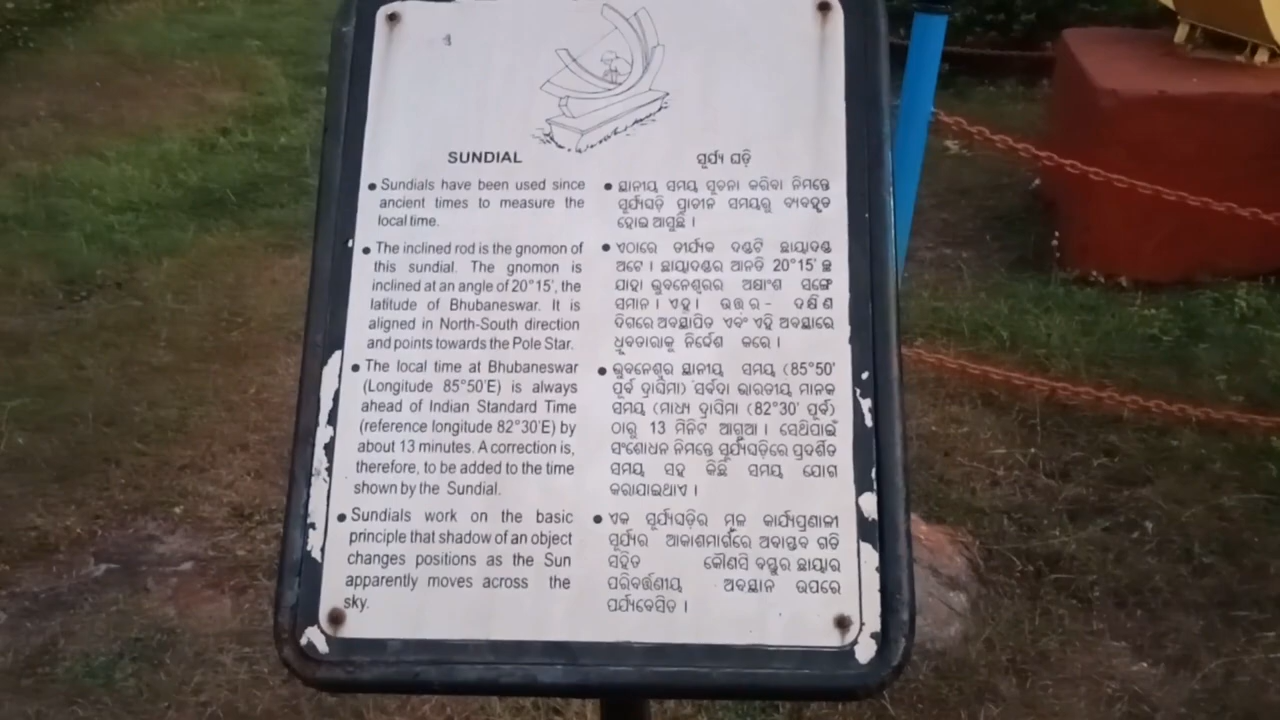 SUNDIAL
Sundials have been used since
ancient times to measure the
local time.
The inclined rod is the gnomon of
this sundial. The gnomon is
inclined at an angle of 20°15', the
latitude of Bhubaneswar. It is
aligned in North-South direction
and points towards the Pole Star.
The local time at Bhubaneswar
(Longitude 85°50'E) is always
ahead of Indian Standard Time
(reference longitude 82°30'E) by
about 13 minutes. A correction is,
therefore, to be added to the time
shown by the Sundial.
Sundials work on the basic
principle that shadow of an object
changes positions as the Sun
apparently moves across the
sky.
ସୂର୍ଯ୍ୟ ଘଡ଼ି
ସ୍ଥାନୀୟ ସମୟ ସୂଚନା କରିବା ନିମନ୍ତେ
ସୂର୍ଯ୍ୟଘଡ଼ି ପ୍ରାଚୀନ ସମୟରୁ ବ୍ୟବହୃତ
ହୋଇ ଆସୁଛି ।
ଏଠାରେ ତୀର୍ଯ୍ୟକ ଦଣ୍ଡଟି ଛାୟାଦଣ୍ଡ
ଅଟେ । ଛାୟାଦଣ୍ଡର ଆନତି 20°15' ଛ
ଯାହା ଭୁବନେଶ୍ୱରର ଅକ୍ଷାଂଶ ସଙ୍ଗେ
ସମାନ । ଏହା ଉତ୍ତର - ଦକ୍ଷିଣ
ଦିଗରେ ଅବସ୍ଥାପିତ ଏବଂ ଏହି ଅବସ୍ଥାରେ
ଧ୍ରୁବତାରାକୁ ନିର୍ଦ୍ଦେଶ କରେ ।
ଭୁବନେଶ୍ୱର ସ୍ଥାନୀୟ ସମୟ (85°50'
ପୂର୍ବ ଦ୍ରାଘିମା) ସର୍ବଦା ଭାରତୀୟ ମାନକ
ସମୟ (ମାଧ୍ୟ ଦ୍ରାଘିମା (82°30' ପୂର୍ବ)
ଠାରୁ 13 ମିନିଟ ଆଗୁଆ । ସେଥିପାଇଁ
ସଂଶୋଧନ ନିମନ୍ତେ ସୂର୍ଯ୍ୟଘଡ଼ିରେ ପ୍ରଦର୍ଶିତ
ସମୟ ସହ କିଛି ସମୟ ଯୋଗ
କରାଯାଇଥାଏ ।
ଏକ ସୂର୍ଯ୍ୟଘଡ଼ିର ମୂଳ କାର୍ଯ୍ୟପ୍ରଣାଳୀ
ସୂର୍ଯ୍ୟର ଆକାଶମାର୍ଗରେ ଅବାସ୍ତବ ଗତି
ସହିତ କୌଣସି ବସ୍ତୁର ଛାୟାର
ପରିବର୍ତ୍ତଣୀୟ ଅବସ୍ଥାନ ଉପରେ
ପର୍ଯ୍ୟବେସିତ ।